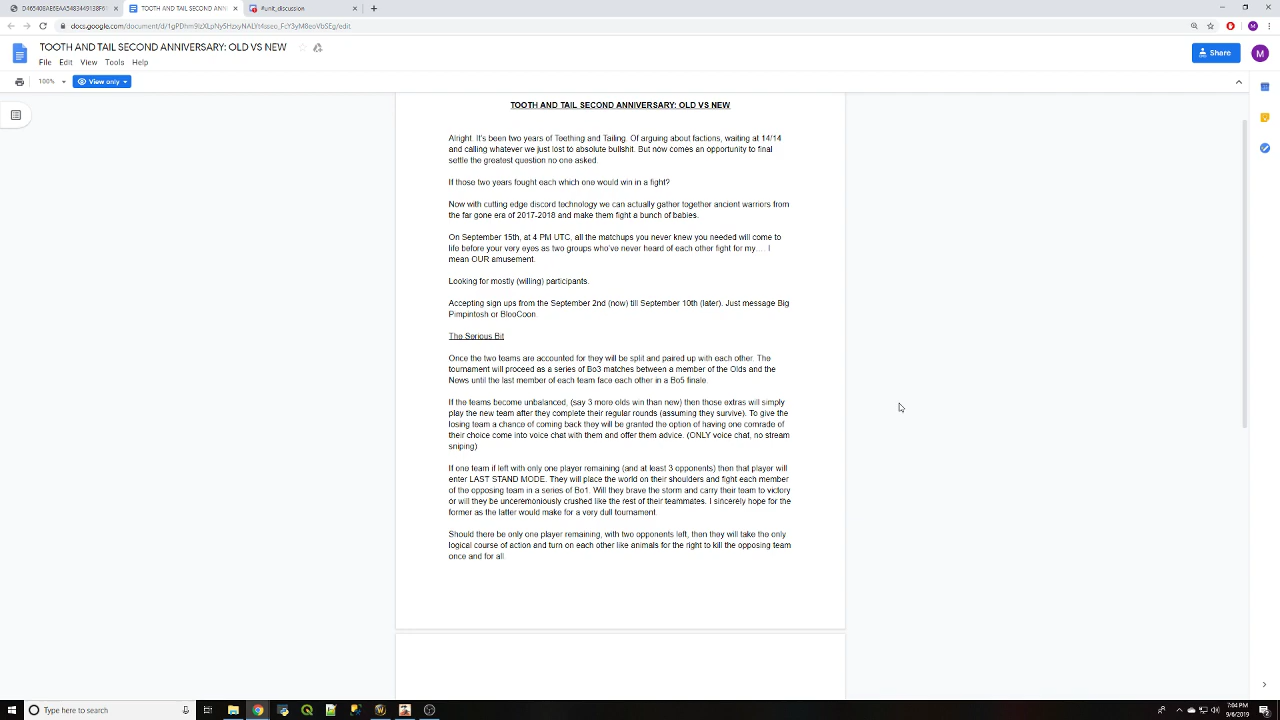 TOOTH AND TAIL SECOND ANN
#unit_discussion
TOOTH AND TAIL SECOND ANNIVERSARY: OLD VS NEW
File Edit View Tools Help
Share
M
100%
View only
TOOTH AND TAIL SECOND ANNIVERSARY: OLD VS NEW
Alright. It's been two years of Teething and Tailing. Of arguing about factions, waiting at 14/14
and calling whatever we just lost to absolute bullshit. But now comes an opportunity to final
settle the greatest question no one asked.
If those two years fought each which one would win in a fight?
Now with cutting edge discord technology we can actually gather together ancient warriors from
the far gone era of 2017-2018 and make them fight a bunch of babies.
On September 15th, at 4 PM UTC, all the matchups you never knew you needed will come to
life before your very eyes as two groups who've never heard of each other fight for my.... I
mean OUR amusement.
Looking for mostly (willing) participants.
Accepting sign ups from the September 2nd (now) till September 10th (later). Just message Big
Pimpintosh or BlooCoon.
The Serious Bit
Once the two teams are accounted for they will be split and paired up with each other. The
tournament will proceed as a series of Bo3 matches between a member of the Olds and the
News until the last member of each team face each other in a Bo5 finale.
If the teams become unbalanced, (say 3 more olds win than new) then those extras will simply
play the new team after they complete their regular rounds (assuming they survive). To give the
losing team a chance of coming back they will be granted the option of having one comrade of
their choice come into voice chat with them and offer them advice. (ONLY voice chat, no stream
sniping)
If one team if left with only one player remaining (and at least 3 opponents) then that player will
enter LAST STAND MODE. They will place the world on their shoulders and fight each member
of the opposing team in a series of Bo1. Will they brave the storm and carry their team to victory
or will they be unceremoniously crushed like the rest of their teammates. I sincerely hope for the
former as the latter would make for a very dull tournament.
Should there be only one player remaining, with two opponents left, then they will take the only
logical course of action and turn on each other like animals for the right to kill the opposing team
once and for all.
Type here to search
7:04 PM
9/6/2019